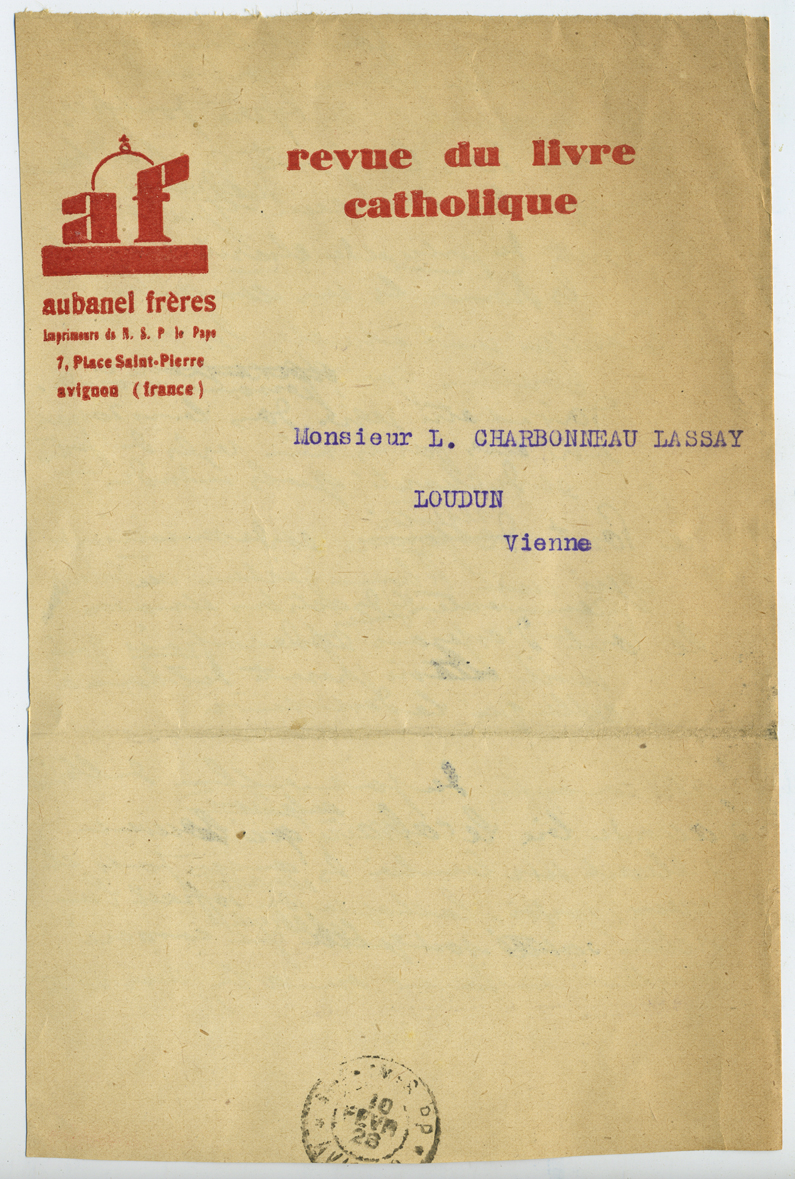 revue du livre
catholique
af
aubanel frères
Imprimeurs de N. S. P le Pape
7, Place Saint-Pierre
avignon (france)
Monsieur L. CHARBONNEAU LASSAY
LOUDUN
Vienne
PP
10
FEVR
28